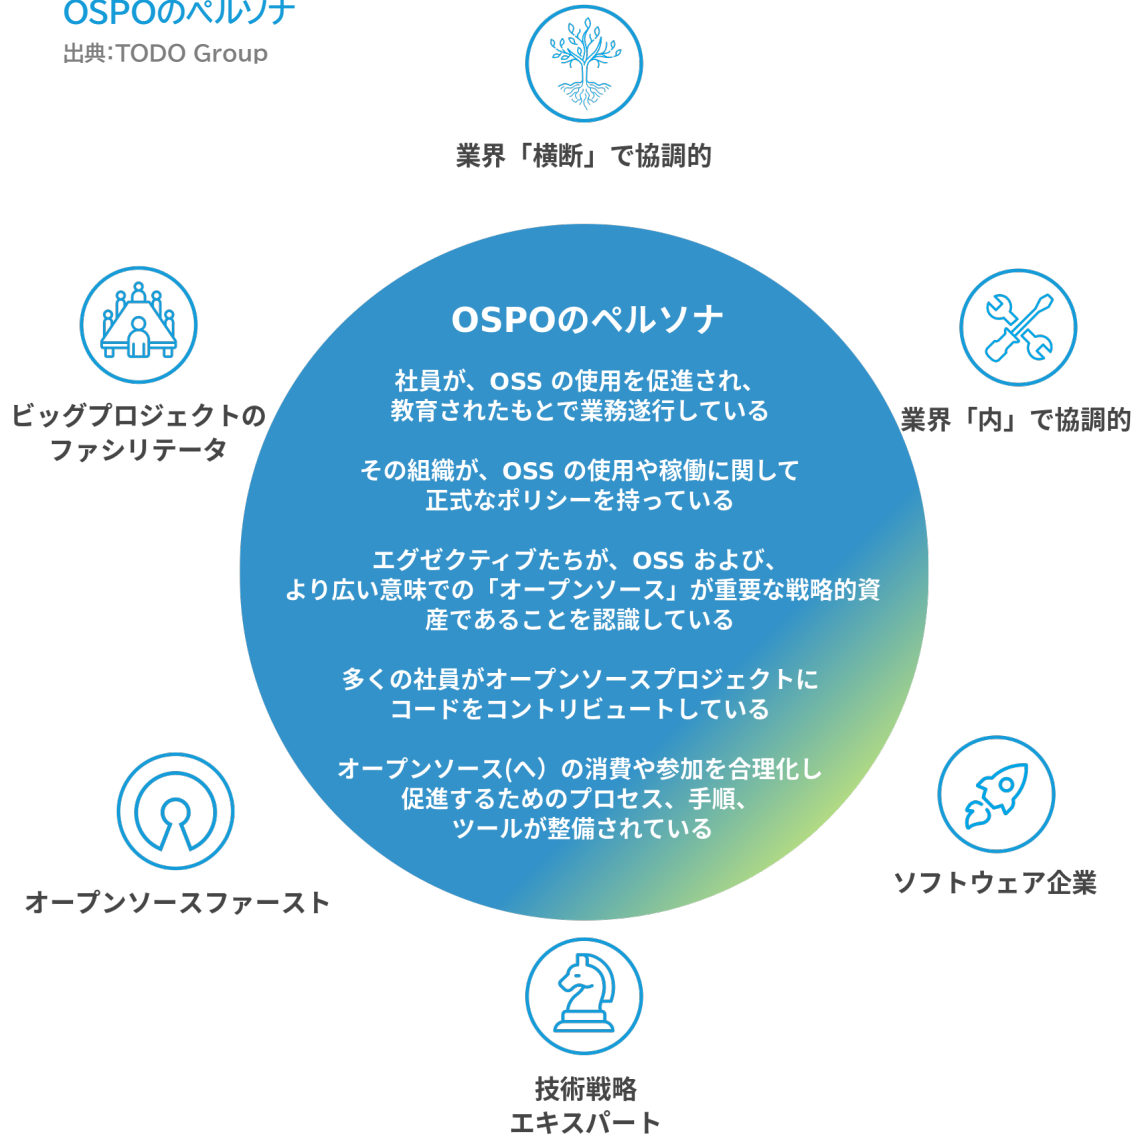 OSPOのペルソナ
出典：TODO Group
業界「横断」で協調的
ビッグプロジェクトの
ファシリテータ
業界「内」で協調的
OSPOのペルソナ
社員が、OSS の使用を促進され、
教育されたもとで業務遂行している
その組織が、OSS の使用や稼働に関して
正式なポリシーを持っている
エグゼクティブたちが、OSS および、
より広い意味での「オープンソース」が重要な戦略的資
産であることを認識している
多くの社員がオープンソースプロジェクトに
コードをコントリビュートしている
オープンソース(へ）の消費や参加を合理化し
促進するためのプロセス、手順、
ツールが整備されている
オープンソースファースト
ソフトウェア企業
技術戦略
エキスパート